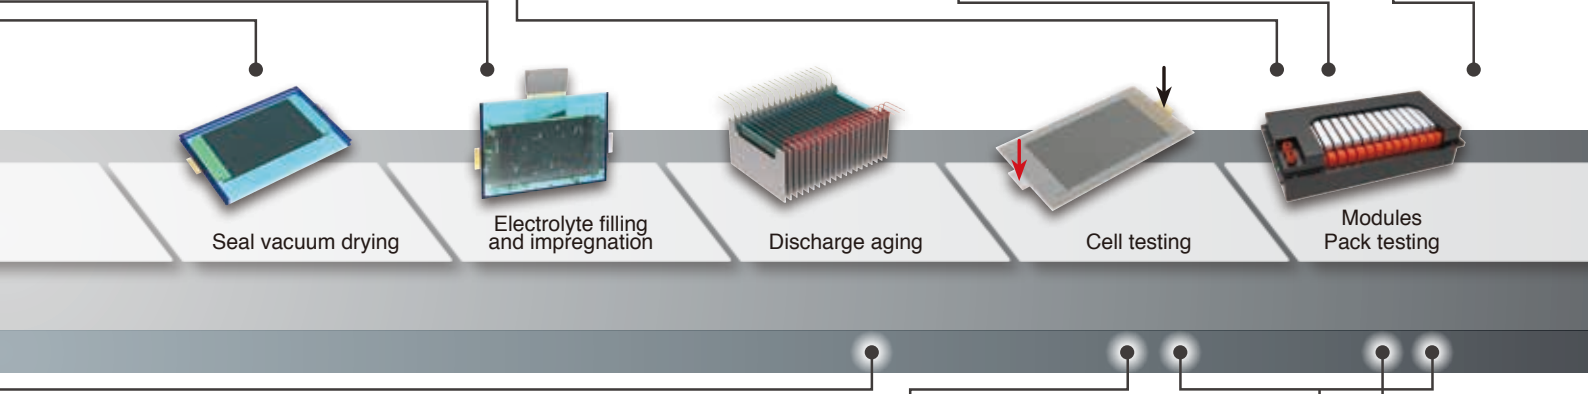 Seal vacuum drying
Electrolyte filling
and impregnation
Discharge aging
Cell testing
Modules
Pack testing